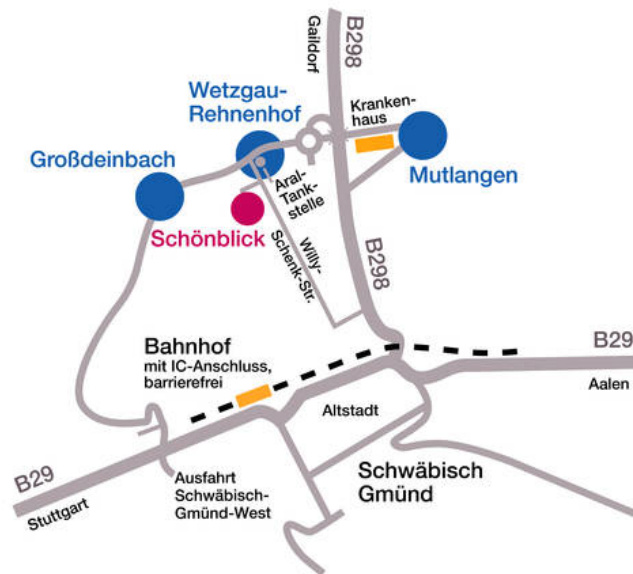 B298
Gaildorf
Wetzgau-
Rehnenhof
Kranken-
haus
Großdeinbach
Mutlangen
Aral-
Tank-
stelle
Schönblick
Willy-
Schenk-Str.
B298
Bahnhof
mit IC-Anschluss,
barrierefrei
B29
Aalen
Altstadt
Schwäbisch
Gmünd
B29
Stuttgart
Ausfahrt
Schwäbisch-
Gmünd-West